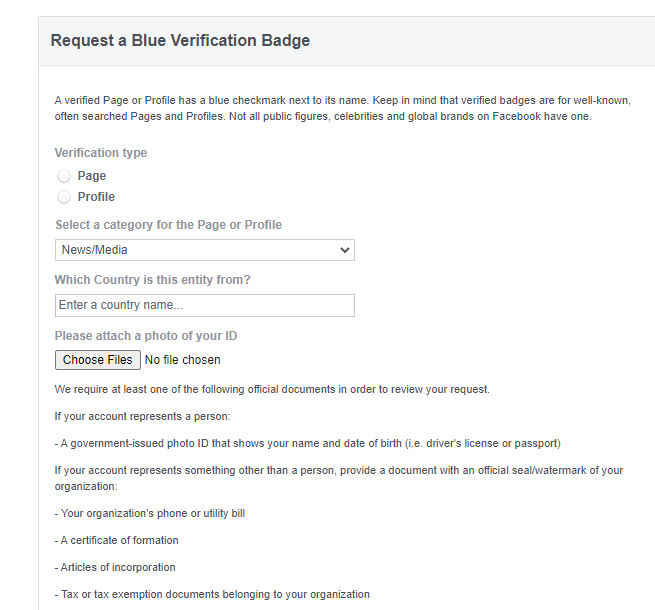 Request a Blue Verification Badge
A verified Page or Profile has a blue checkmark next to its name. Keep in mind that verified badges are for well-known,
often searched Pages and Profiles. Not all public figures, celebrities and global brands on Facebook have one.
Verification type
Page
Profile
Select a category for the Page or Profile
News/Media
Which Country is this entity from?
Enter a country name...
Please attach a photo of your ID
Choose Files No file chosen
We require at least one of the following official documents in order to review your request.
If your account represents a person:
- A government-issued photo ID that shows your name and date of birth (i.e. driver's license or passport)
If your account represents something other than a person, provide a document with an official seal/watermark of your
organization:
- Your organization's phone or utility bill
- A certificate of formation
- Articles of incorporation
- Tax or tax exemption documents belonging to your organization